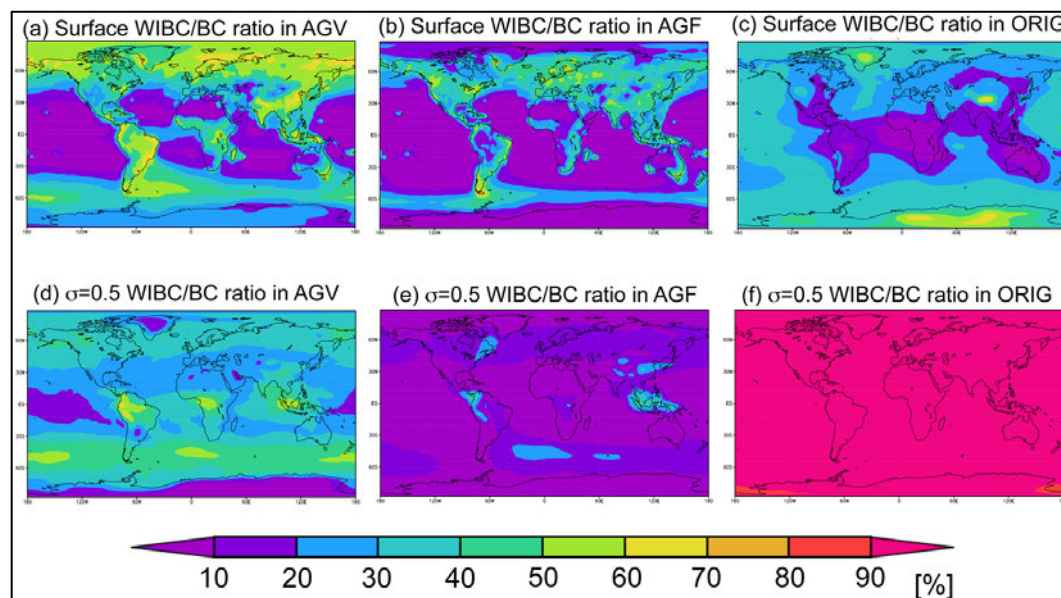 (a) Surface WIBC/BC ratio in AGV
(b) Surface WIBC/BC ratio in AGF
(c) Surface WIBC/BC ratio in ORIG
(d) σ=0.5 WIBC/BC ratio in AGV
(e) σ=0.5 WIBC/BC ratio in AGF
(f) σ=0.5 WIBC/BC ratio in ORIG
10 20 30 40 50 60 70 80 90 [%]